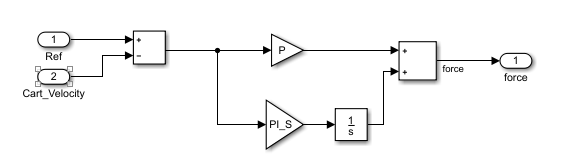 1
Ref
2
Cart_Velocity
+
−
P
PI_S
1
s
+
+
force
1
force